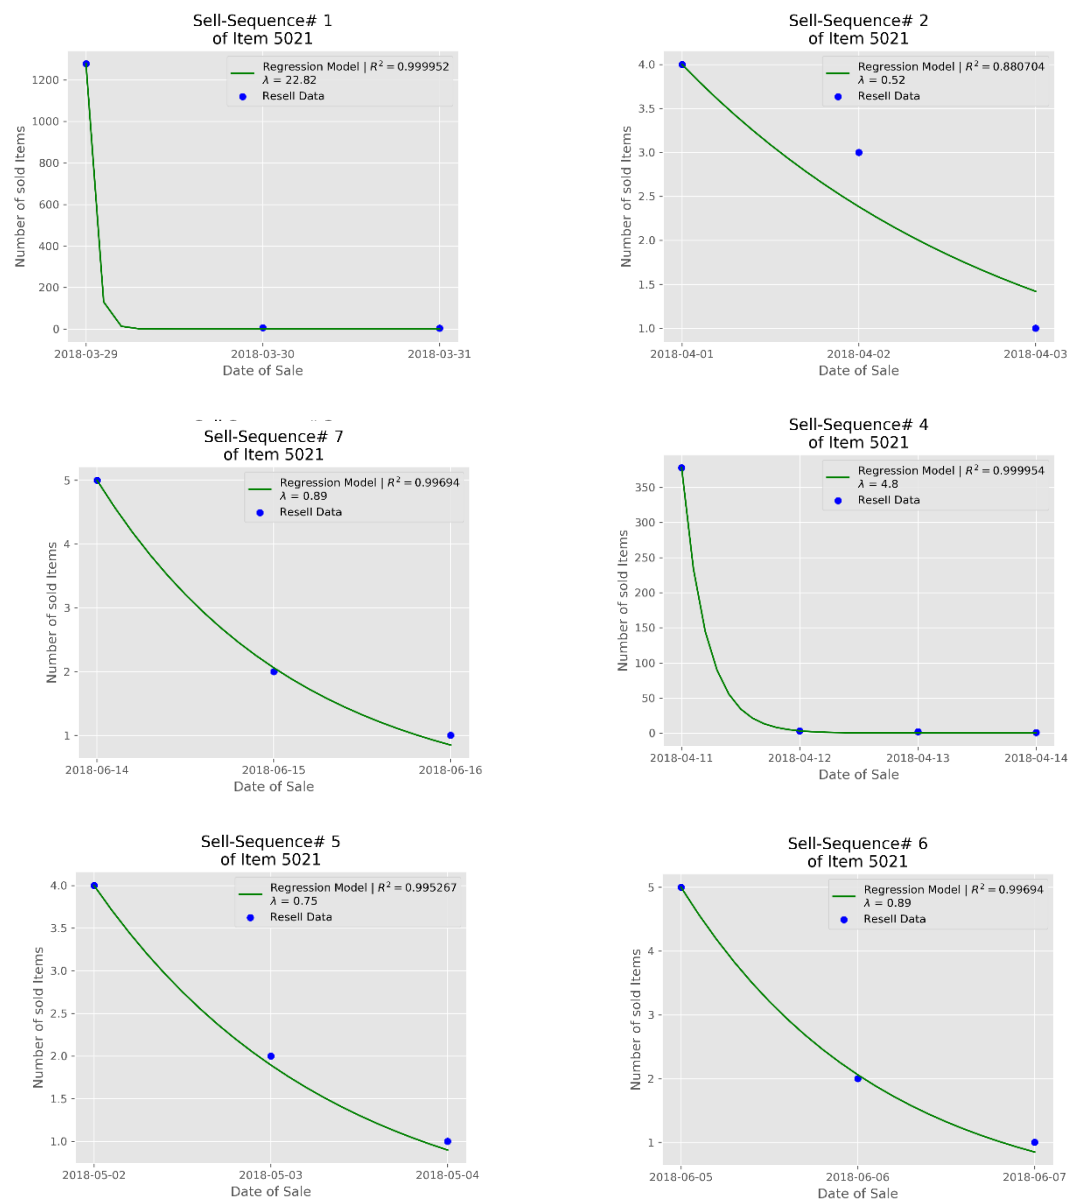 Sell-Sequence# 1
of Item 5021
Regression Model | R² = 0.999952
λ = 22.82
Resell Data
1200
1000
800
600
400
200
0
Number of sold Items
2018-03-29
2018-03-30
2018-03-31
Date of Sale
Sell-Sequence# 2
of Item 5021
Regression Model | R² = 0.880704
λ = 0.52
Resell Data
4.0
3.5
3.0
2.5
2.0
1.5
1.0
Number of sold Items
2018-04-01
2018-04-02
2018-04-03
Date of Sale
Sell-Sequence# 7
of Item 5021
Regression Model | R² = 0.99694
λ = 0.89
Resell Data
5
4
3
2
1
Number of sold Items
2018-06-14
2018-06-15
2018-06-16
Date of Sale
Sell-Sequence# 4
of Item 5021
Regression Model | R² = 0.999954
λ = 4.8
Resell Data
350
300
250
200
150
100
50
0
Number of sold Items
2018-04-11
2018-04-12
2018-04-13
2018-04-14
Date of Sale
Sell-Sequence# 5
of Item 5021
Regression Model | R² = 0.995267
λ = 0.75
Resell Data
4.0
3.5
3.0
2.5
2.0
1.5
1.0
Number of sold Items
2018-05-02
2018-05-03
2018-05-04
Date of Sale
Sell-Sequence# 6
of Item 5021
Regression Model | R² = 0.99694
λ = 0.89
Resell Data
5
4
3
2
1
Number of sold Items
2018-06-05
2018-06-06
2018-06-07
Date of Sale